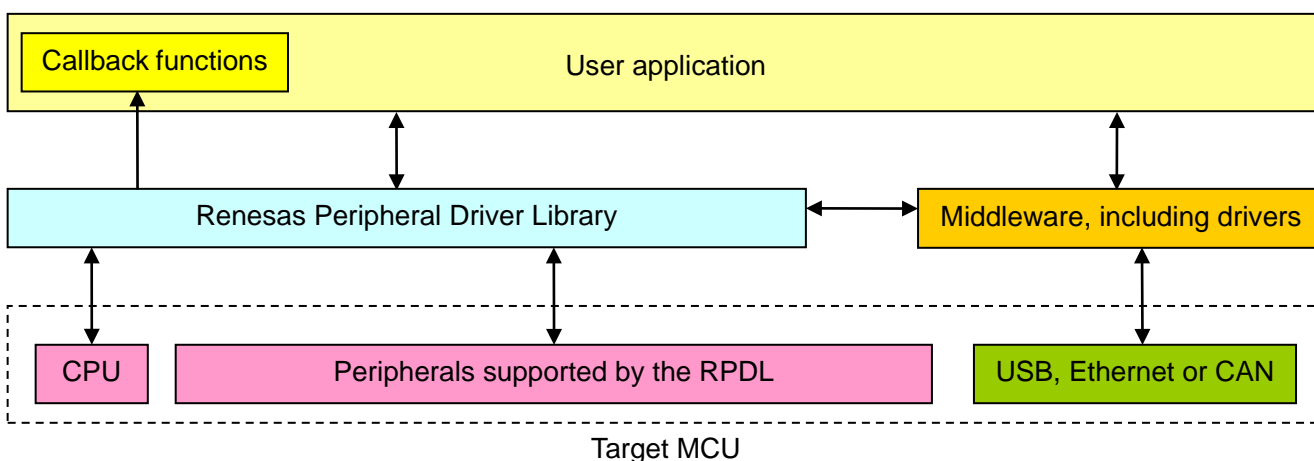 Callback functions
User application
Renesas Peripheral Driver Library
Middleware, including drivers
CPU
Peripherals supported by the RPDL
USB, Ethernet or CAN
Target MCU